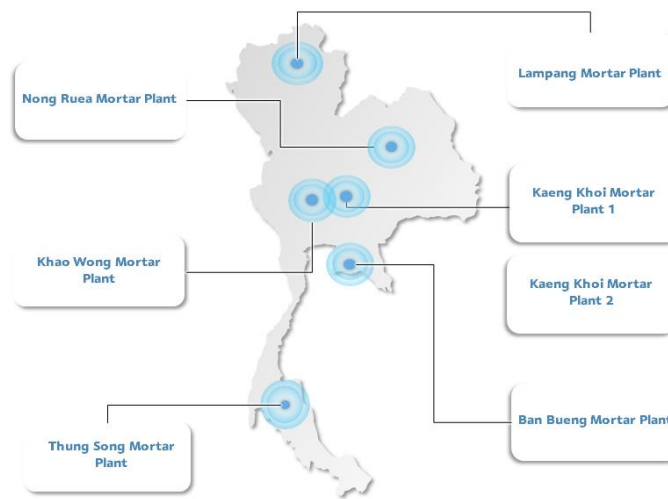 Lampang Mortar Plant
Nong Ruea Mortar Plant
Kaeng Khoi Mortar
Plant 1
Khao Wong Mortar
Plant
Kaeng Khoi Mortar
Plant 2
Ban Bueng Mortar Plant
Thung Song Mortar
Plant